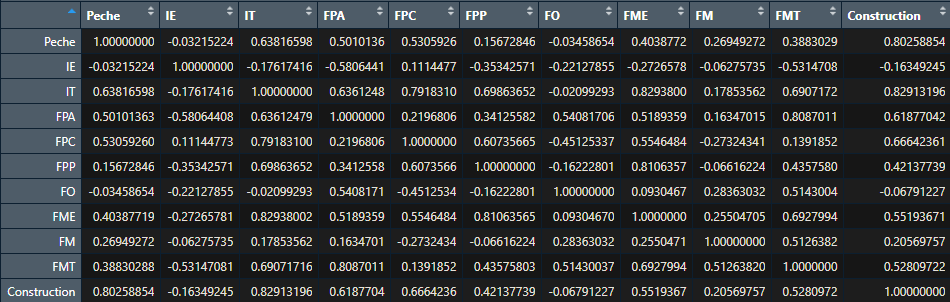 Peche IE IT FPA FPC FPP FO FME FM FMT Construction
Peche 1.00000000 -0.03215224 0.63816598 0.5010136 0.5305926 0.15672846 -0.03458654 0.4038772 0.26949272 0.3883029 0.80258854
IE -0.03215224 1.00000000 -0.17617416 -0.5806441 0.1114477 -0.35342571 -0.22127855 -0.2726578 -0.06275735 -0.5314708 -0.16349245
IT 0.63816598 -0.17617416 1.00000000 0.6361248 0.7918310 0.69863652 -0.02099293 0.8293800 0.17853562 0.6907172 0.82913196
FPA 0.50101363 -0.58064408 0.63612479 1.0000000 0.2196806 0.34125582 0.54081706 0.5189359 0.16347015 0.8087011 0.61877042
FPC 0.53059260 0.11144773 0.79183100 0.2196806 1.0000000 0.60735665 -0.45125337 0.5546484 -0.27324341 0.1391852 0.66642361
FPP 0.15672846 -0.35342571 0.69863652 0.3412558 0.6073566 1.00000000 -0.16222801 0.8106357 -0.06616224 0.4357580 0.42137739
FO -0.03458654 -0.22127855 -0.02099293 0.5408171 -0.4512534 -0.16222801 1.00000000 0.0930467 0.28363032 0.5143004 -0.06791227
FME 0.40387719 -0.27265781 0.82938002 0.5189359 0.5546484 0.81063565 0.09304670 1.0000000 0.25504705 0.6927994 0.55193671
FM 0.26949272 -0.06275735 0.17853562 0.1634701 -0.2732434 -0.06616224 0.28363032 0.2550471 1.00000000 0.5126382 0.20569757
FMT 0.38830288 -0.53147081 0.69071716 0.8087011 0.1391852 0.43575803 0.51430037 0.6927994 0.51263820 1.0000000 0.52809722
Construction 0.80258854 -0.16349245 0.82913196 0.6187704 0.6664236 0.42137739 -0.06791227 0.5519367 0.20569757 0.5280972 1.00000000